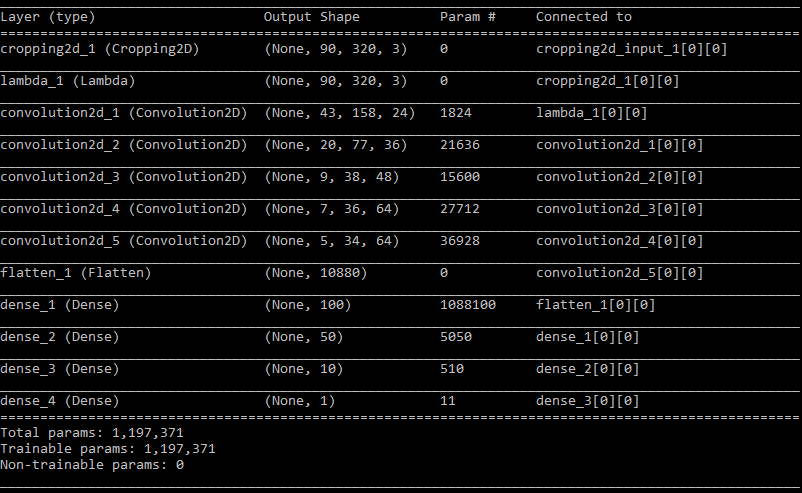 Layer (type) Output Shape Param # Connected to
cropping2d_1 (Cropping2D) (None, 90, 320, 3) 0 cropping2d_input_1[0][0]
lambda_1 (Lambda) (None, 90, 320, 3) 0 cropping2d_1[0][0]
convolution2d_1 (Convolution2D) (None, 43, 158, 24) 1824 lambda_1[0][0]
convolution2d_2 (Convolution2D) (None, 20, 77, 36) 21636 convolution2d_1[0][0]
convolution2d_3 (Convolution2D) (None, 9, 38, 48) 15600 convolution2d_2[0][0]
convolution2d_4 (Convolution2D) (None, 7, 36, 64) 27712 convolution2d_3[0][0]
convolution2d_5 (Convolution2D) (None, 5, 34, 64) 36928 convolution2d_4[0][0]
flatten_1 (Flatten) (None, 10880) 0 convolution2d_5[0][0]
dense_1 (Dense) (None, 100) 1088100 flatten_1[0][0]
dense_2 (Dense) (None, 50) 5050 dense_1[0][0]
dense_3 (Dense) (None, 10) 510 dense_2[0][0]
dense_4 (Dense) (None, 1) 11 dense_3[0][0]
Total params: 1,197,371
Trainable params: 1,197,371
Non-trainable params: 0